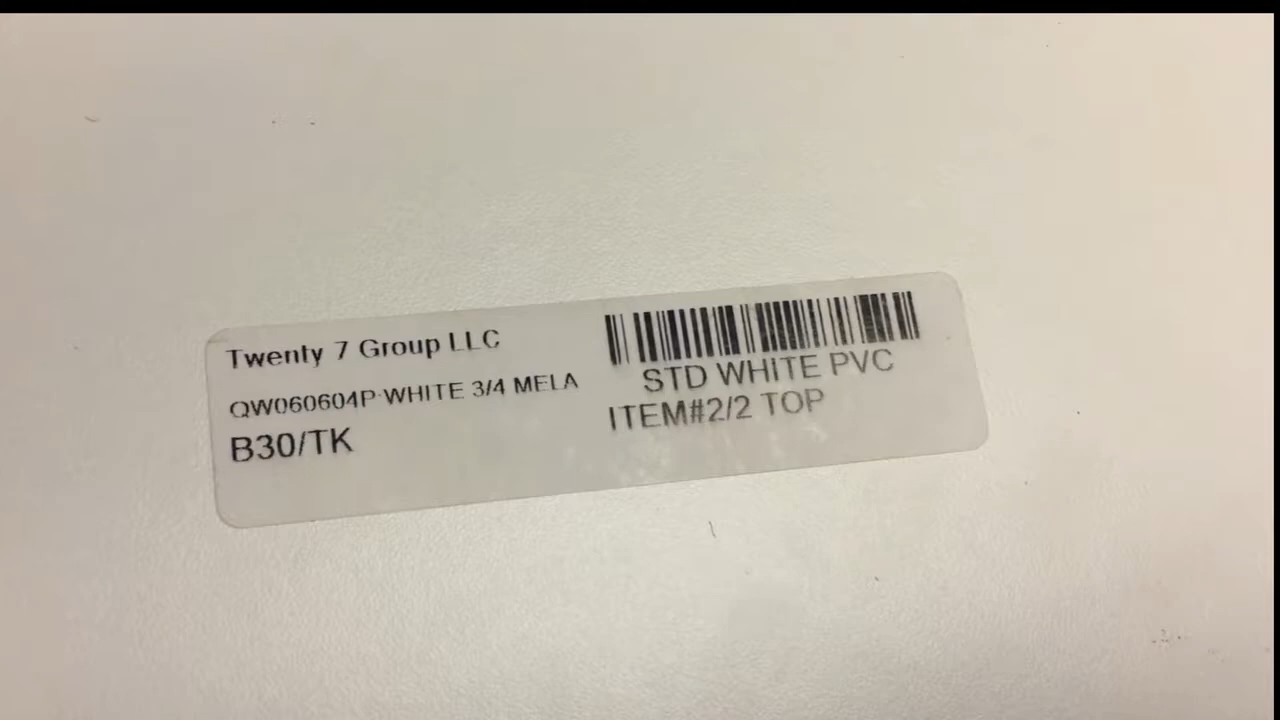 Twenty 7 Group LLC
QW060604P-WHITE 3/4 MELA
B30/TK
STD WHITE PVC
ITEM#2/2 TOP